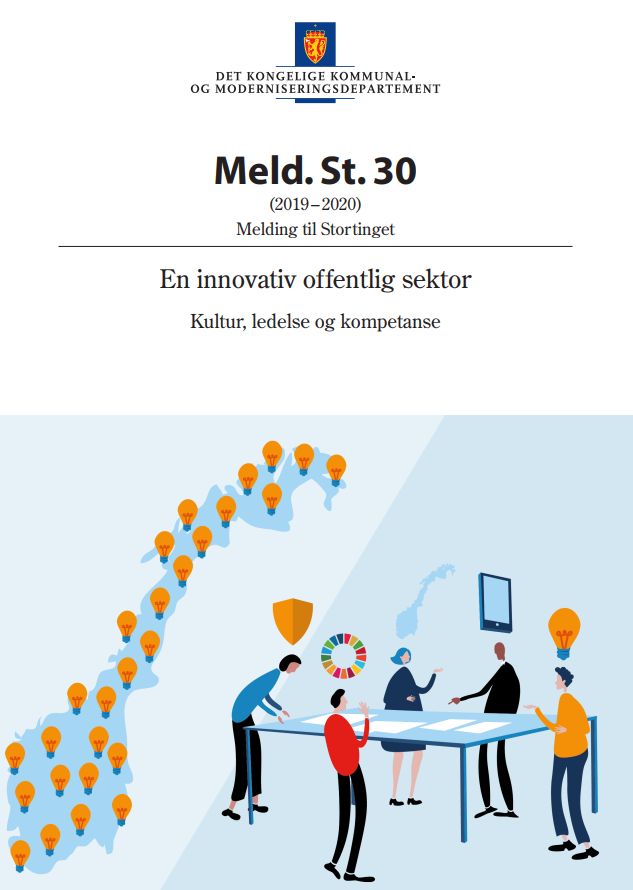 DET KONGELIGE KOMMUNAL-
OG MODERNISERINGSDEPARTEMENT
Meld. St. 30
(2019–2020)
Melding til Stortinget
En innovativ offentlig sektor
Kultur, ledelse og kompetanse